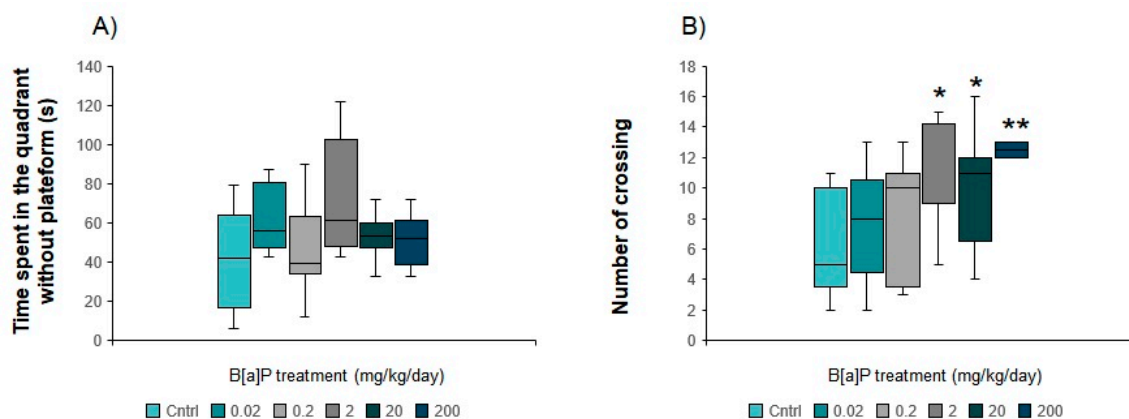 A)
Time spent in the quadrant
without plateform (s)
140
120
100
80
60
40
20
0
B[a]P treatment (mg/kg/day)
Cntrl 0.02 0.2 2 20 200
B)
Number of crossing
18
16
14
12
10
8
6
4
2
0
* * **
B[a]P treatment (mg/kg/day)
Cntrl 0.02 0.2 2 20 200